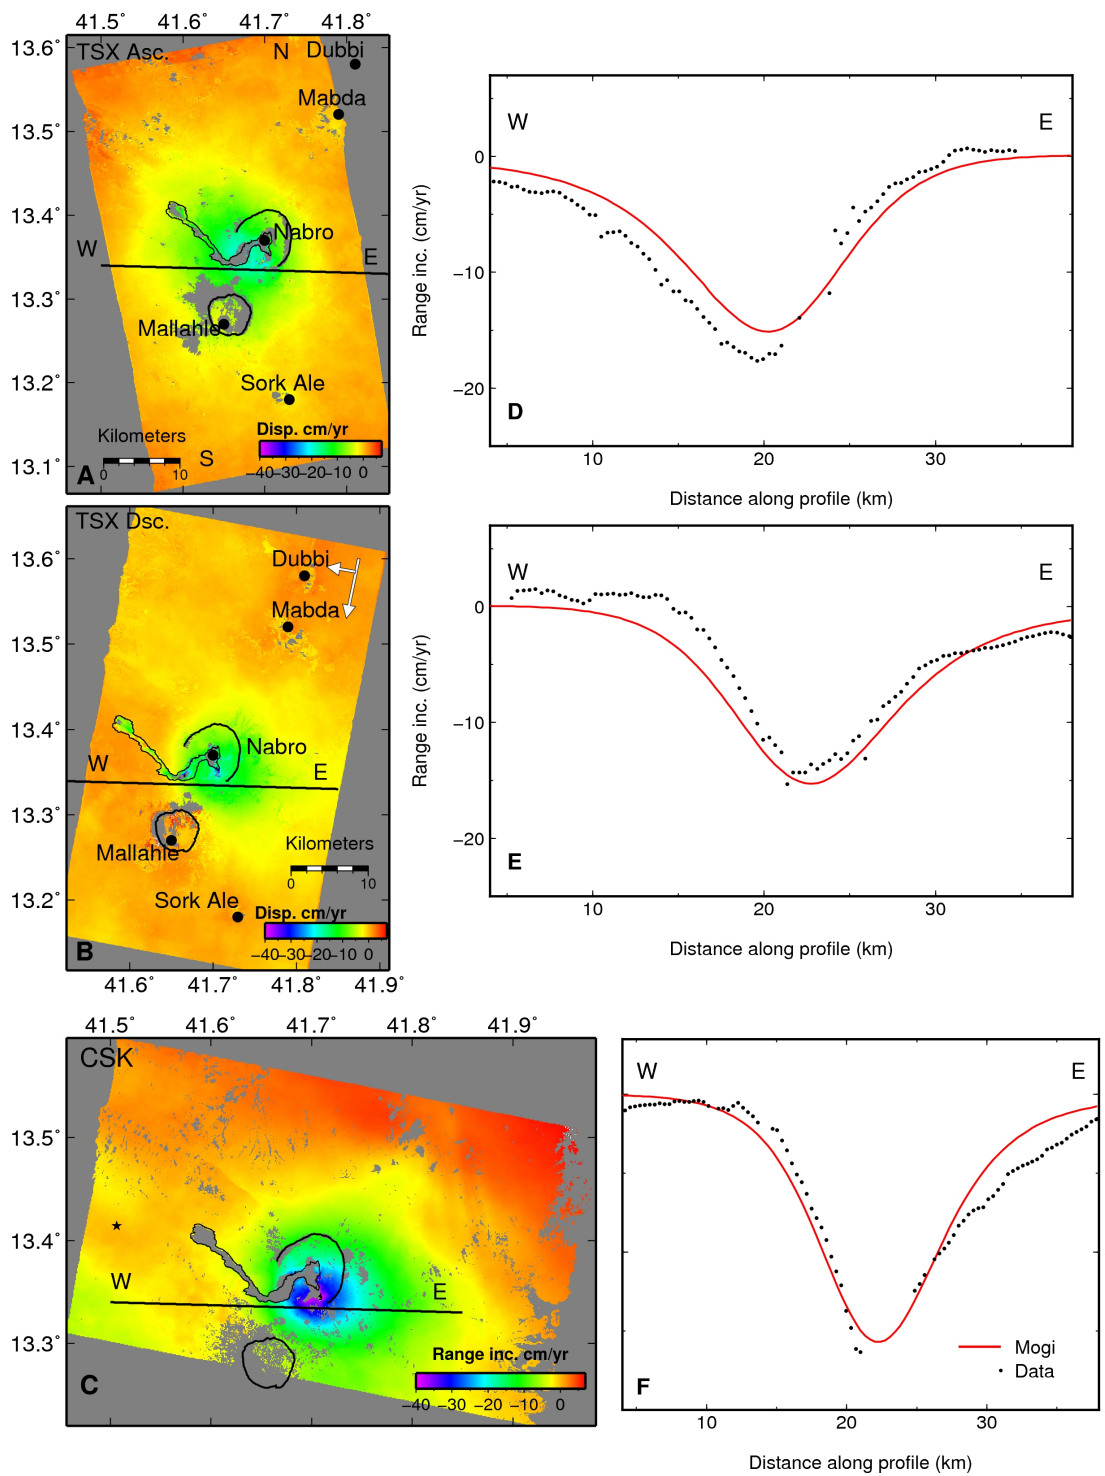 41.5° 41.6° 41.7° 41.8°
13.6°
13.5°
13.4°
13.3°
13.2°
13.1°
TSX Asc.
N
Dubbi
Mabda
Nabro
W
E
Mallahle
Sork Ale
Kilometers
0 10
S
Disp. cm/yr
−40 −30 −20 −10 0
A
W
E
0
−10
−20
Range inc. (cm/yr)
D
10 20 30
Distance along profile (km)
TSX Dsc.
13.6°
13.5°
13.4°
13.3°
13.2°
Dubbi
Mabda
Nabro
W
E
Mallahle
Kilometers
0 10
Sork Ale
Disp. cm/yr
−40 −30 −20 −10 0
B
41.6° 41.7° 41.8° 41.9°
W
E
0
−10
−20
Range inc. (cm/yr)
E
10 20 30
Distance along profile (km)
41.5° 41.6° 41.7° 41.8° 41.9°
CSK
13.5°
13.4°
13.3°
W
E
Range inc. cm/yr
−40 −30 −20 −10 0
C
W
E
Mogi
Data
F
10 20 30
Distance along profile (km)